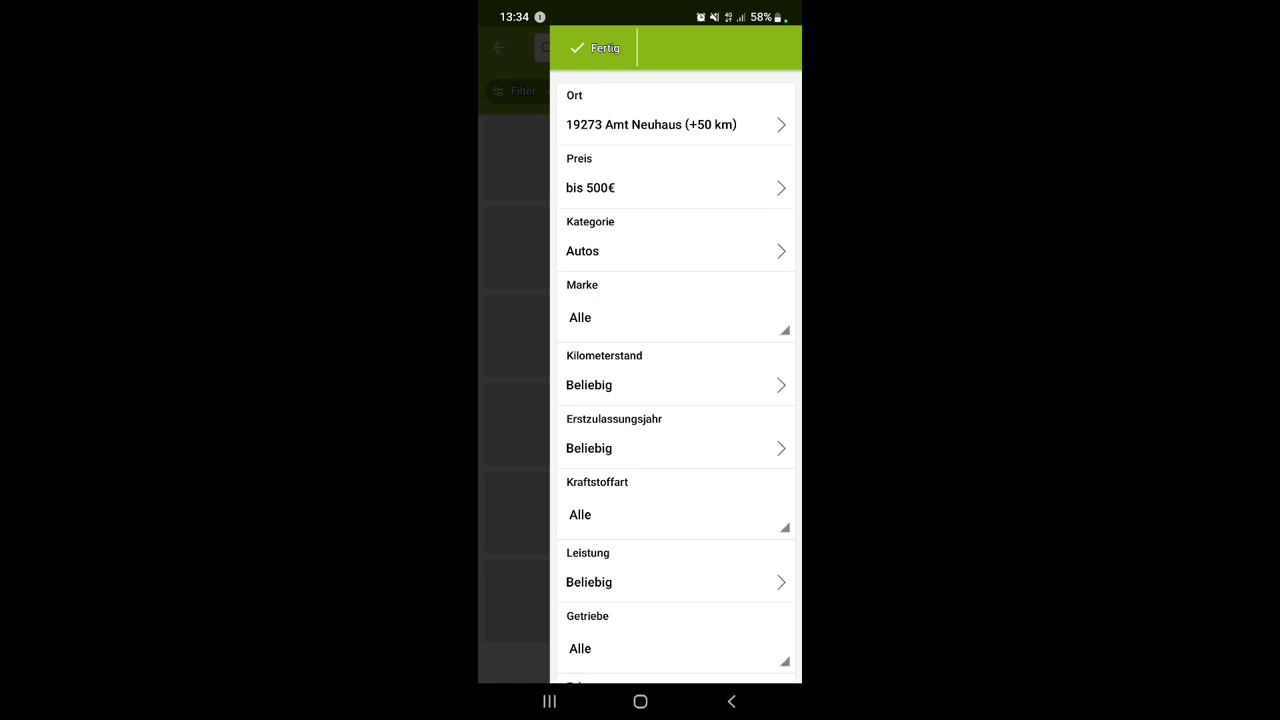 13:34
58%
Fertig
Filter
Ort
19273 Amt Neuhaus (+50 km)
Preis
bis 500€
Kategorie
Autos
Marke
Alle
Kilometerstand
Beliebig
Erstzulassungsjahr
Beliebig
Kraftstoffart
Alle
Leistung
Beliebig
Getriebe
Alle